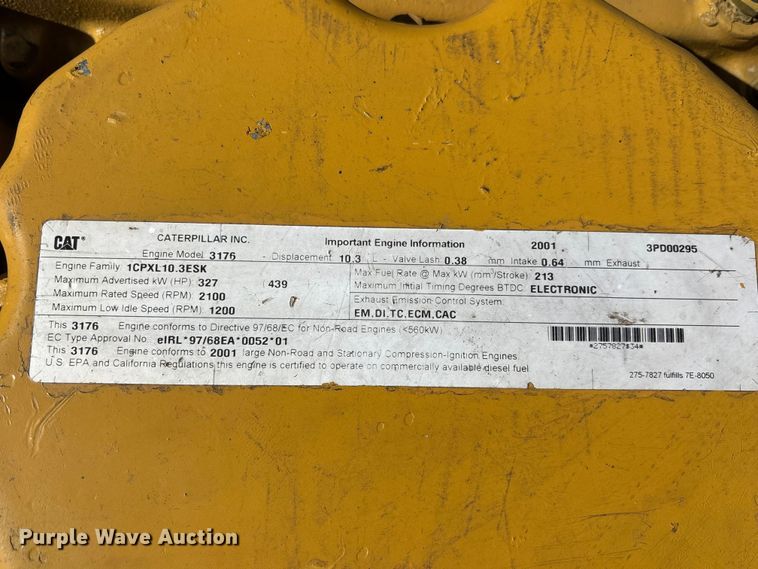 CAT® CATERPILLAR INC. Important Engine Information 2001 3PD00295
Engine Model 3176 - Displacement 10.3 L - Valve Lash 0.38 mm Intake 0.64 mm Exhaust
Engine Family 1CPXL10.3ESK
Maximum Advertised kW (HP) 327 ( 439
Maximum Rated Speed (RPM) 2100
Maximum Low Idle Speed (RPM) 1200
Max Fuel Rate @ Max kW (mm³/Stroke) 213
Maximum Initial Timing Degrees BTDC ELECTRONIC
Exhaust Emission Control System
EM,DI,TC,ECM,CAC
This 3176 Engine conforms to Directive 97/68/EC for Non-Road Engines (<560kW)
EC Type Approval No. eIRL*97/68EA*0052*01
This 3176 Engine conforms to 2001 large Non-Road and Stationary Compression-Ignition Engines
U.S. EPA and California Regulations this engine is certified to operate on commercially available diesel fuel
275-7827 fulfills 7E-8050
Purple Wave Auction